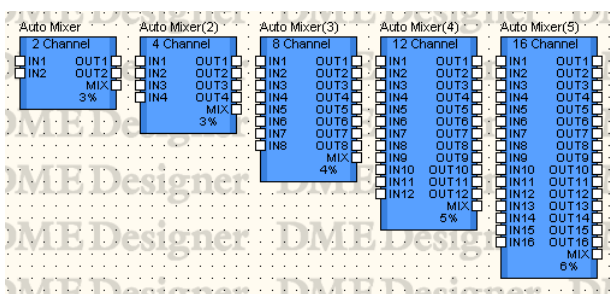 Auto Mixer
2 Channel
IN1 OUT1
IN2 OUT2
MIX
3%
Auto Mixer(2)
4 Channel
IN1 OUT1
IN2 OUT2
IN3 OUT3
IN4 OUT4
MIX
3%
Auto Mixer(3)
8 Channel
IN1 OUT1
IN2 OUT2
IN3 OUT3
IN4 OUT4
IN5 OUT5
IN6 OUT6
IN7 OUT7
IN8 OUT8
MIX
4%
Auto Mixer(4)
12 Channel
IN1 OUT1
IN2 OUT2
IN3 OUT3
IN4 OUT4
IN5 OUT5
IN6 OUT6
IN7 OUT7
IN8 OUT8
IN9 OUT9
IN10 OUT10
IN11 OUT11
IN12 OUT12
MIX
5%
Auto Mixer(5)
16 Channel
IN1 OUT1
IN2 OUT2
IN3 OUT3
IN4 OUT4
IN5 OUT5
IN6 OUT6
IN7 OUT7
IN8 OUT8
IN9 OUT9
IN10 OUT10
IN11 OUT11
IN12 OUT12
IN13 OUT13
IN14 OUT14
IN15 OUT15
IN16 OUT16
MIX
6%
DME Designer
DME Designer
DME Designer